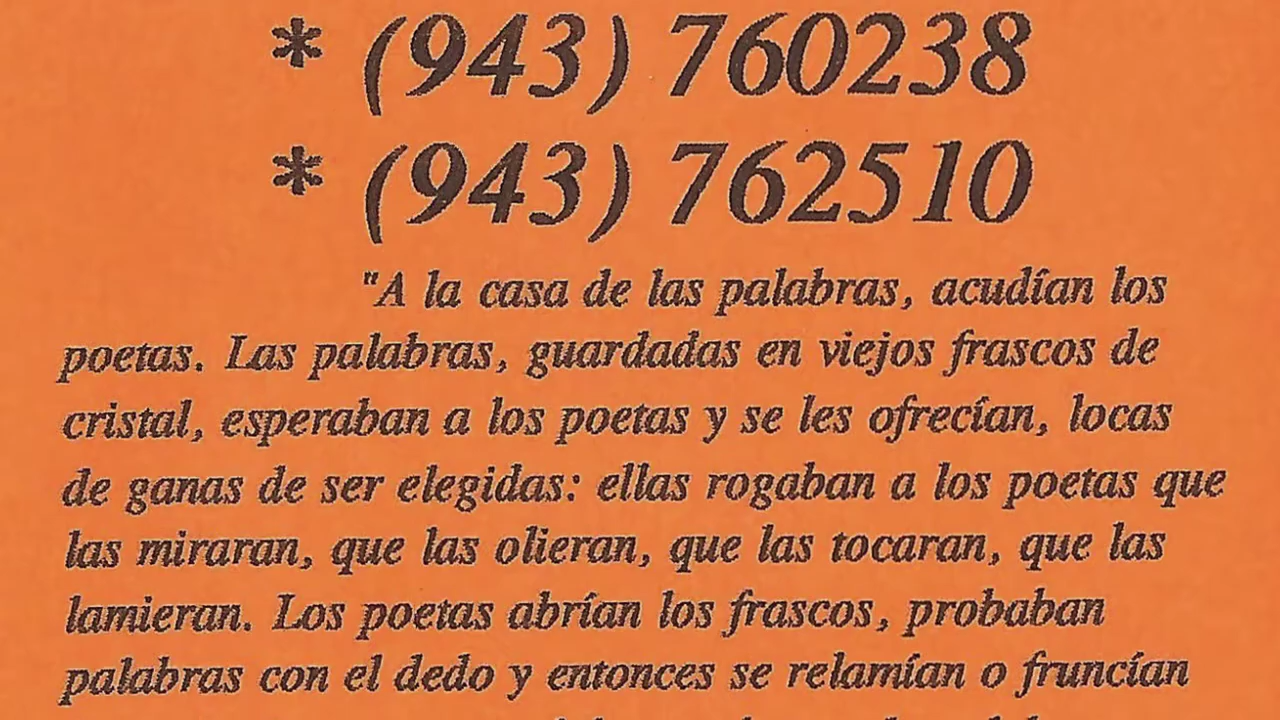 * (943) 760238
* (943) 762510
"A la casa de las palabras, acudían los
poetas. Las palabras, guardadas en viejos frascos de
cristal, esperaban a los poetas y se les ofrecían, locas
de ganas de ser elegidas: ellas rogaban a los poetas que
las miraran, que las olieran, que las tocaran, que las
lamieran. Los poetas abrían los frascos, probaban
palabras con el dedo y entonces se relamían o fruncían